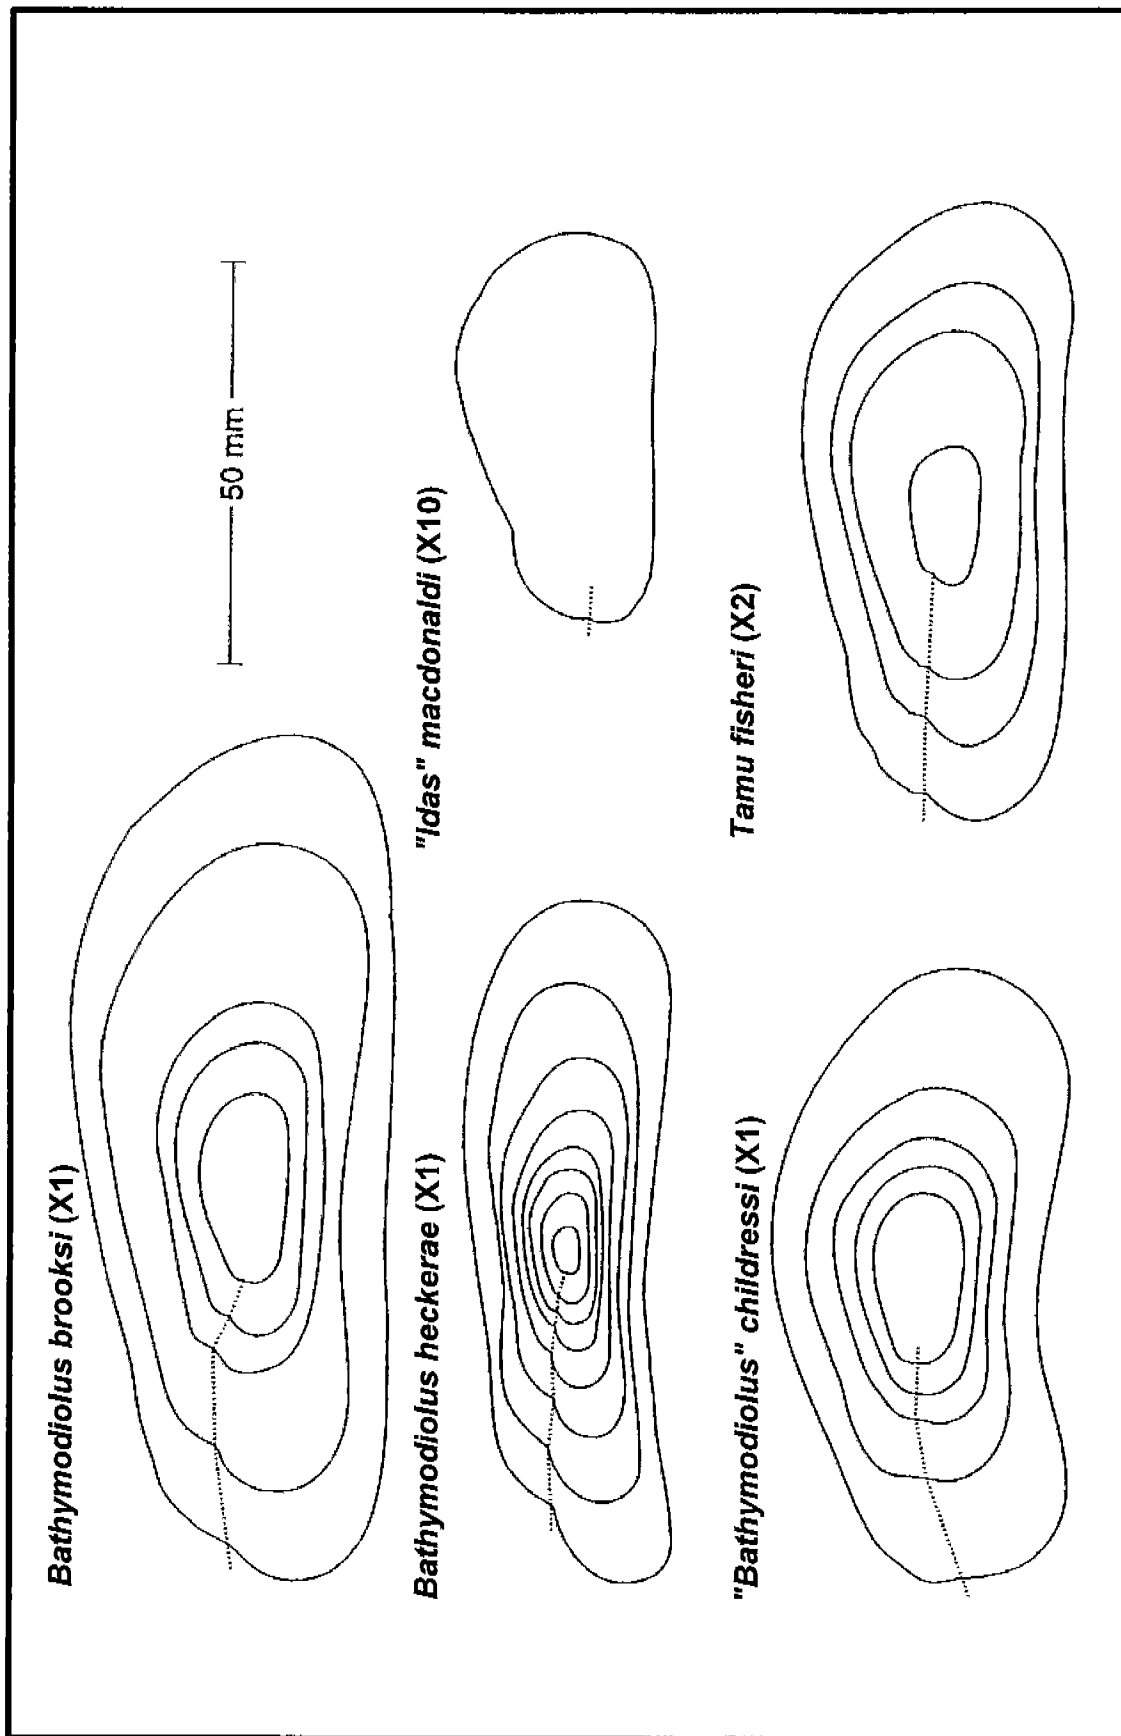 Bathymodiolus brooksi (X1)
50 mm
Bathymodiolus heckerae (X1)
"Idas" macdonaldi (X10)
"Bathymodiolus" childressi (X1)
Tamu fisheri (X2)